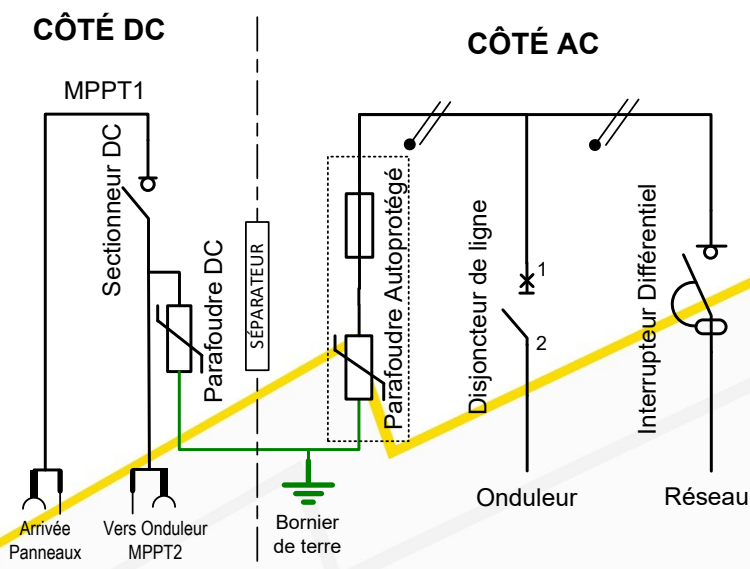 CÔTÉ DC
CÔTÉ AC
MPPT1
Sectionneur DC
Parafoudre DC
SÉPARATEUR
Parafoudre Autoprotégé
Disjoncteur de ligne
1
2
Interrupteur Différentiel
Arrivée
Panneaux
Vers Onduleur
MPPT2
Bornier
de terre
Onduleur
Réseau